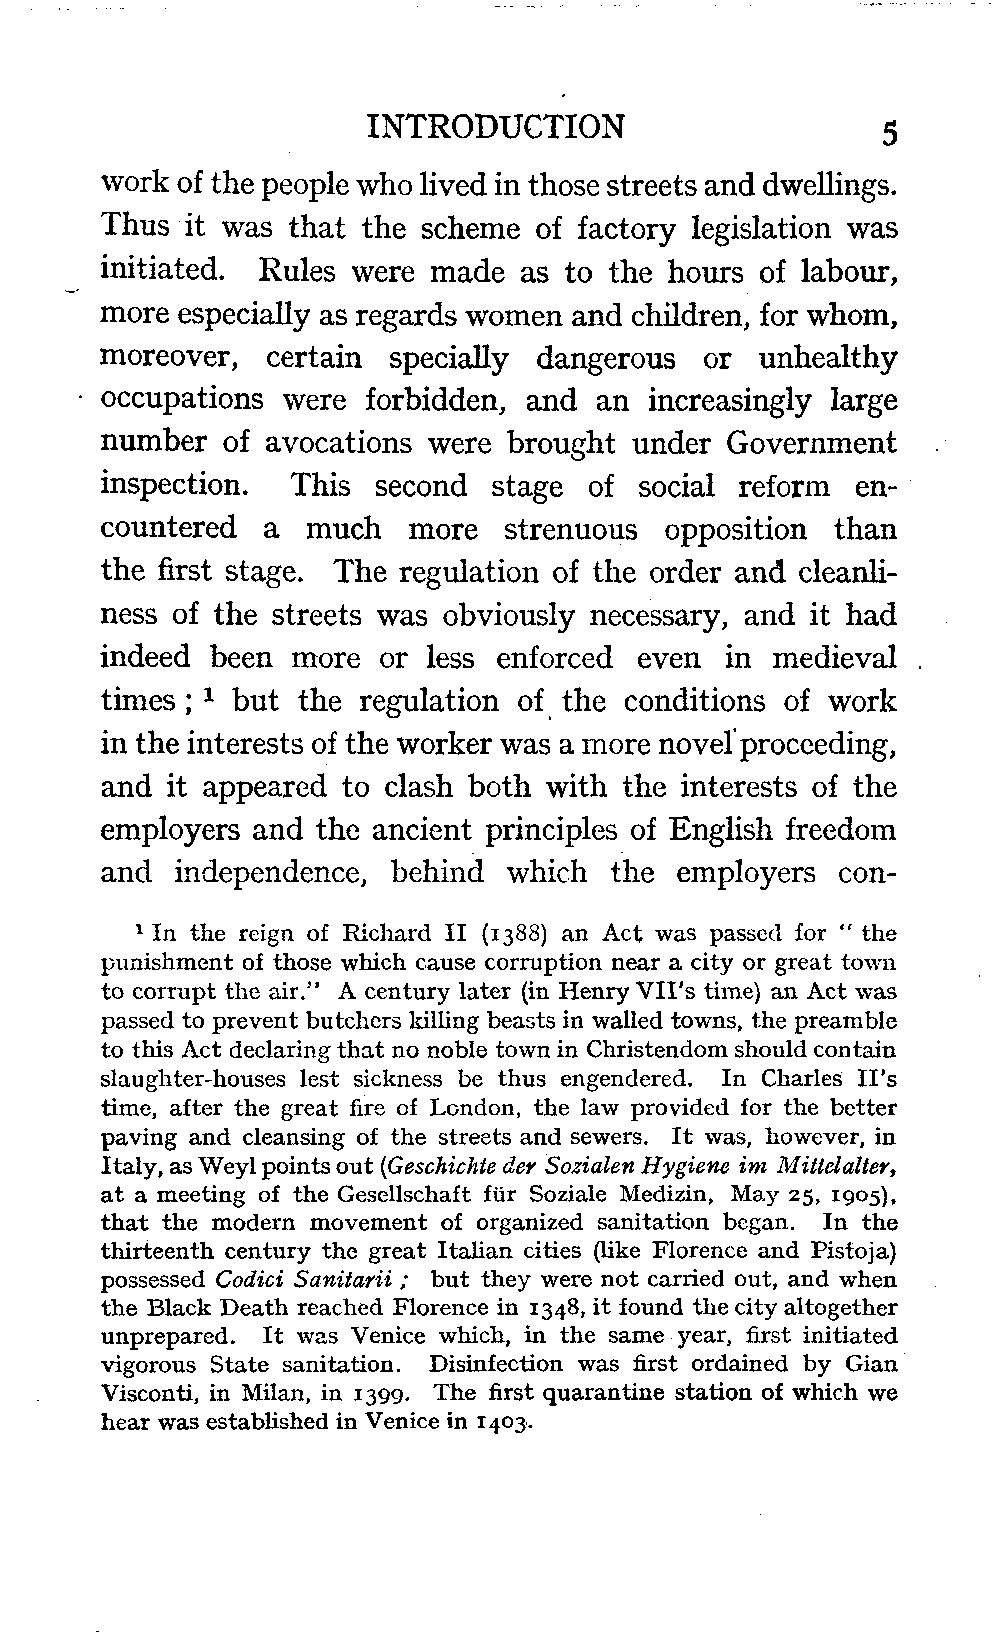 INTRODUCTION 5
work of the people who lived in those streets and dwellings.
Thus it was that the scheme of factory legislation was
initiated. Rules were made as to the hours of labour,
more especially as regards women and children, for whom,
moreover, certain specially dangerous or unhealthy
occupations were forbidden, and an increasingly large
number of avocations were brought under Government
inspection. This second stage of social reform en-
countered a much more strenuous opposition than
the first stage. The regulation of the order and cleanli-
ness of the streets was obviously necessary, and it had
indeed been more or less enforced even in medieval
times ; ¹ but the regulation of the conditions of work
in the interests of the worker was a more novel proceeding,
and it appeared to clash both with the interests of the
employers and the ancient principles of English freedom
and independence, behind which the employers con-
¹ In the reign of Richard II (1388) an Act was passed for " the
punishment of those which cause corruption near a city or great town
to corrupt the air." A century later (in Henry VII's time) an Act was
passed to prevent butchers killing beasts in walled towns, the preamble
to this Act declaring that no noble town in Christendom should contain
slaughter-houses lest sickness be thus engendered. In Charles II's
time, after the great fire of London, the law provided for the better
paving and cleansing of the streets and sewers. It was, however, in
Italy, as Weyl points out (Geschichte der Sozialen Hygiene im Mittelalter,
at a meeting of the Gesellschaft für Soziale Medizin, May 25, 1905),
that the modern movement of organized sanitation began. In the
thirteenth century the great Italian cities (like Florence and Pistoja)
possessed Codici Sanitarii ; but they were not carried out, and when
the Black Death reached Florence in 1348, it found the city altogether
unprepared. It was Venice which, in the same year, first initiated
vigorous State sanitation. Disinfection was first ordained by Gian
Visconti, in Milan, in 1399. The first quarantine station of which we
hear was established in Venice in 1403.